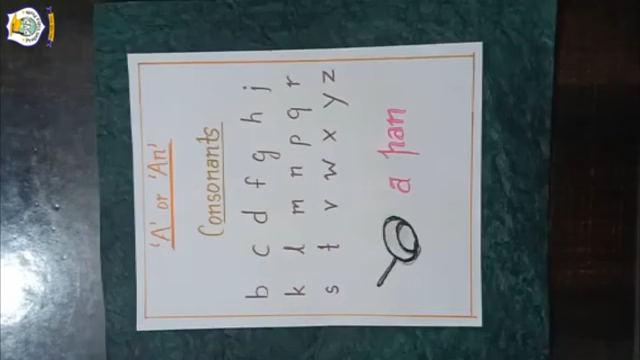 'A' or 'An'
Consonants
b c d f g h j
k l m n p q r
s t v w x y z
a pan